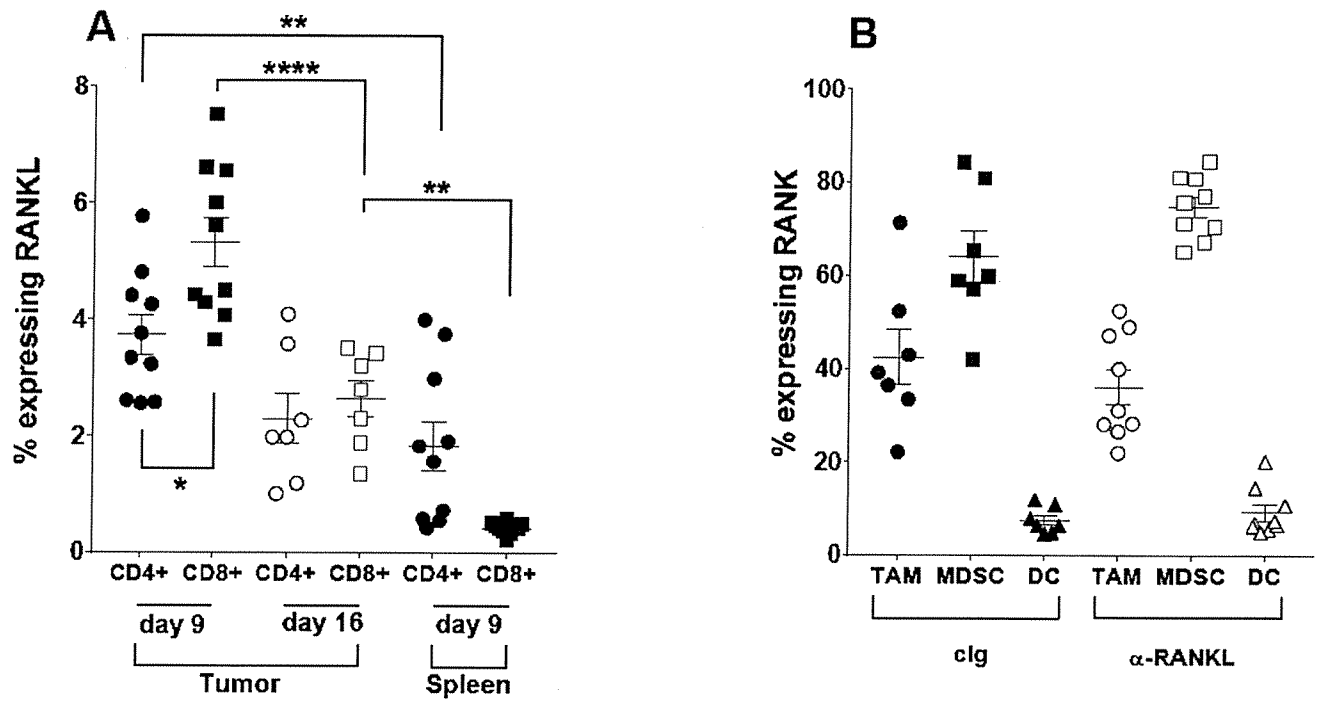 A
**
****
**
*
% expressing RANKL
8
6
4
2
0
CD4+ CD8+ CD4+ CD8+ CD4+ CD8+
day 9 day 16 day 9
Tumor Spleen
B
% expressing RANK
100
80
60
40
20
0
TAM MDSC DC TAM MDSC DC
cIg α-RANKL